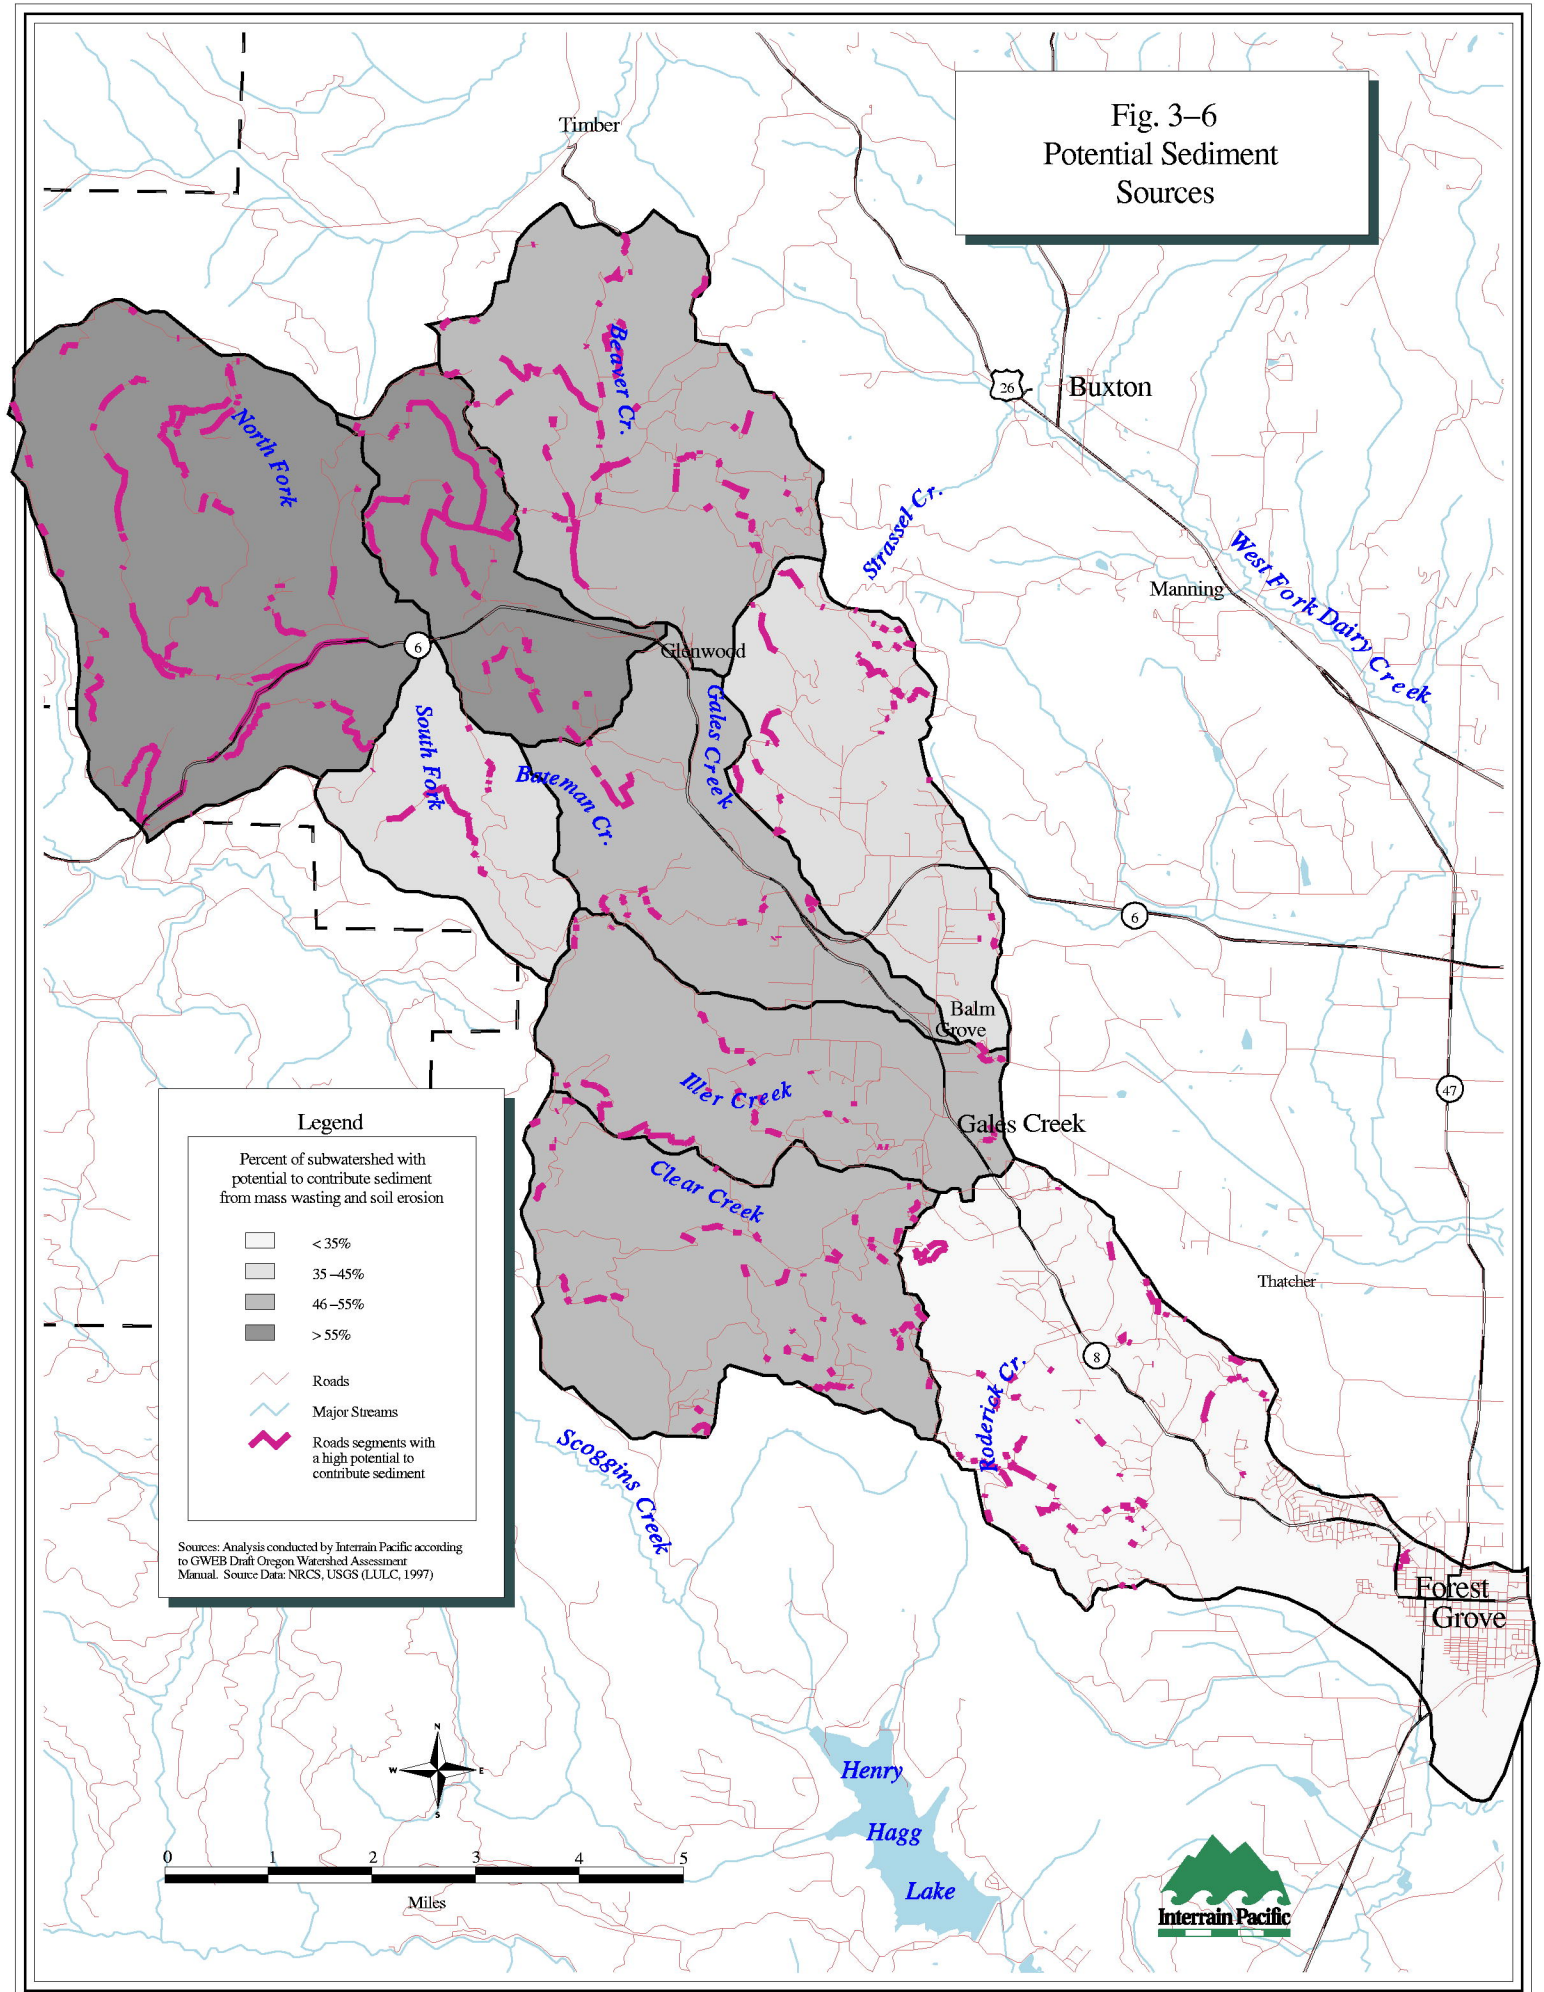 Fig. 3–6
Potential Sediment
Sources
Timber
Beaver Cr.
26
Buxton
North Fork
Strassel Cr.
West Fork Dairy Creek
Manning
6
Glenwood
Gales Creek
South Fork
Bateman Cr.
6
Balm
Grove
Iller Creek
47
Gales Creek
Clear Creek
Thatcher
8
Roderick Cr.
Scoggins Creek
Forest
Grove
Legend
Percent of subwatershed with
potential to contribute sediment
from mass wasting and soil erosion
< 35%
35 –45%
46 –55%
> 55%
Roads
Major Streams
Roads segments with
a high potential to
contribute sediment
Sources: Analysis conducted by Interrain Pacific according
to GWEB Draft Oregon Watershed Assessment
Manual. Source Data: NRCS, USGS (LULC, 1997)
N
W E
S
Henry
Hagg
Lake
0 1 2 3 4 5
Miles
Interrain Pacific